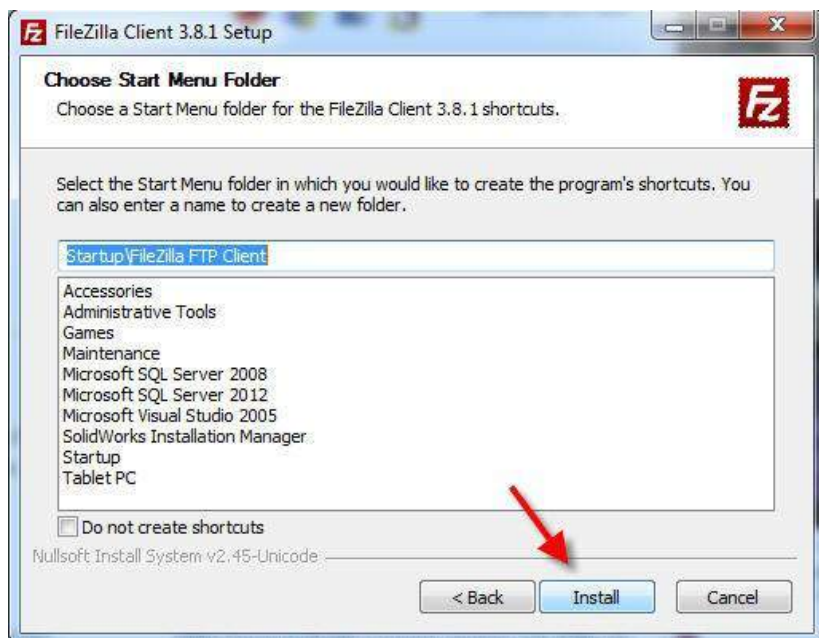 FileZilla Client 3.8.1 Setup
Choose Start Menu Folder
Choose a Start Menu folder for the FileZilla Client 3.8.1 shortcuts.
Fz
Select the Start Menu folder in which you would like to create the program's shortcuts. You
can also enter a name to create a new folder.
Startup\FileZilla FTP Client
Accessories
Administrative Tools
Games
Maintenance
Microsoft SQL Server 2008
Microsoft SQL Server 2012
Microsoft Visual Studio 2005
SolidWorks Installation Manager
Startup
Tablet PC
Do not create shortcuts
Nullsoft Install System v2.45-Unicode
< Back Install Cancel